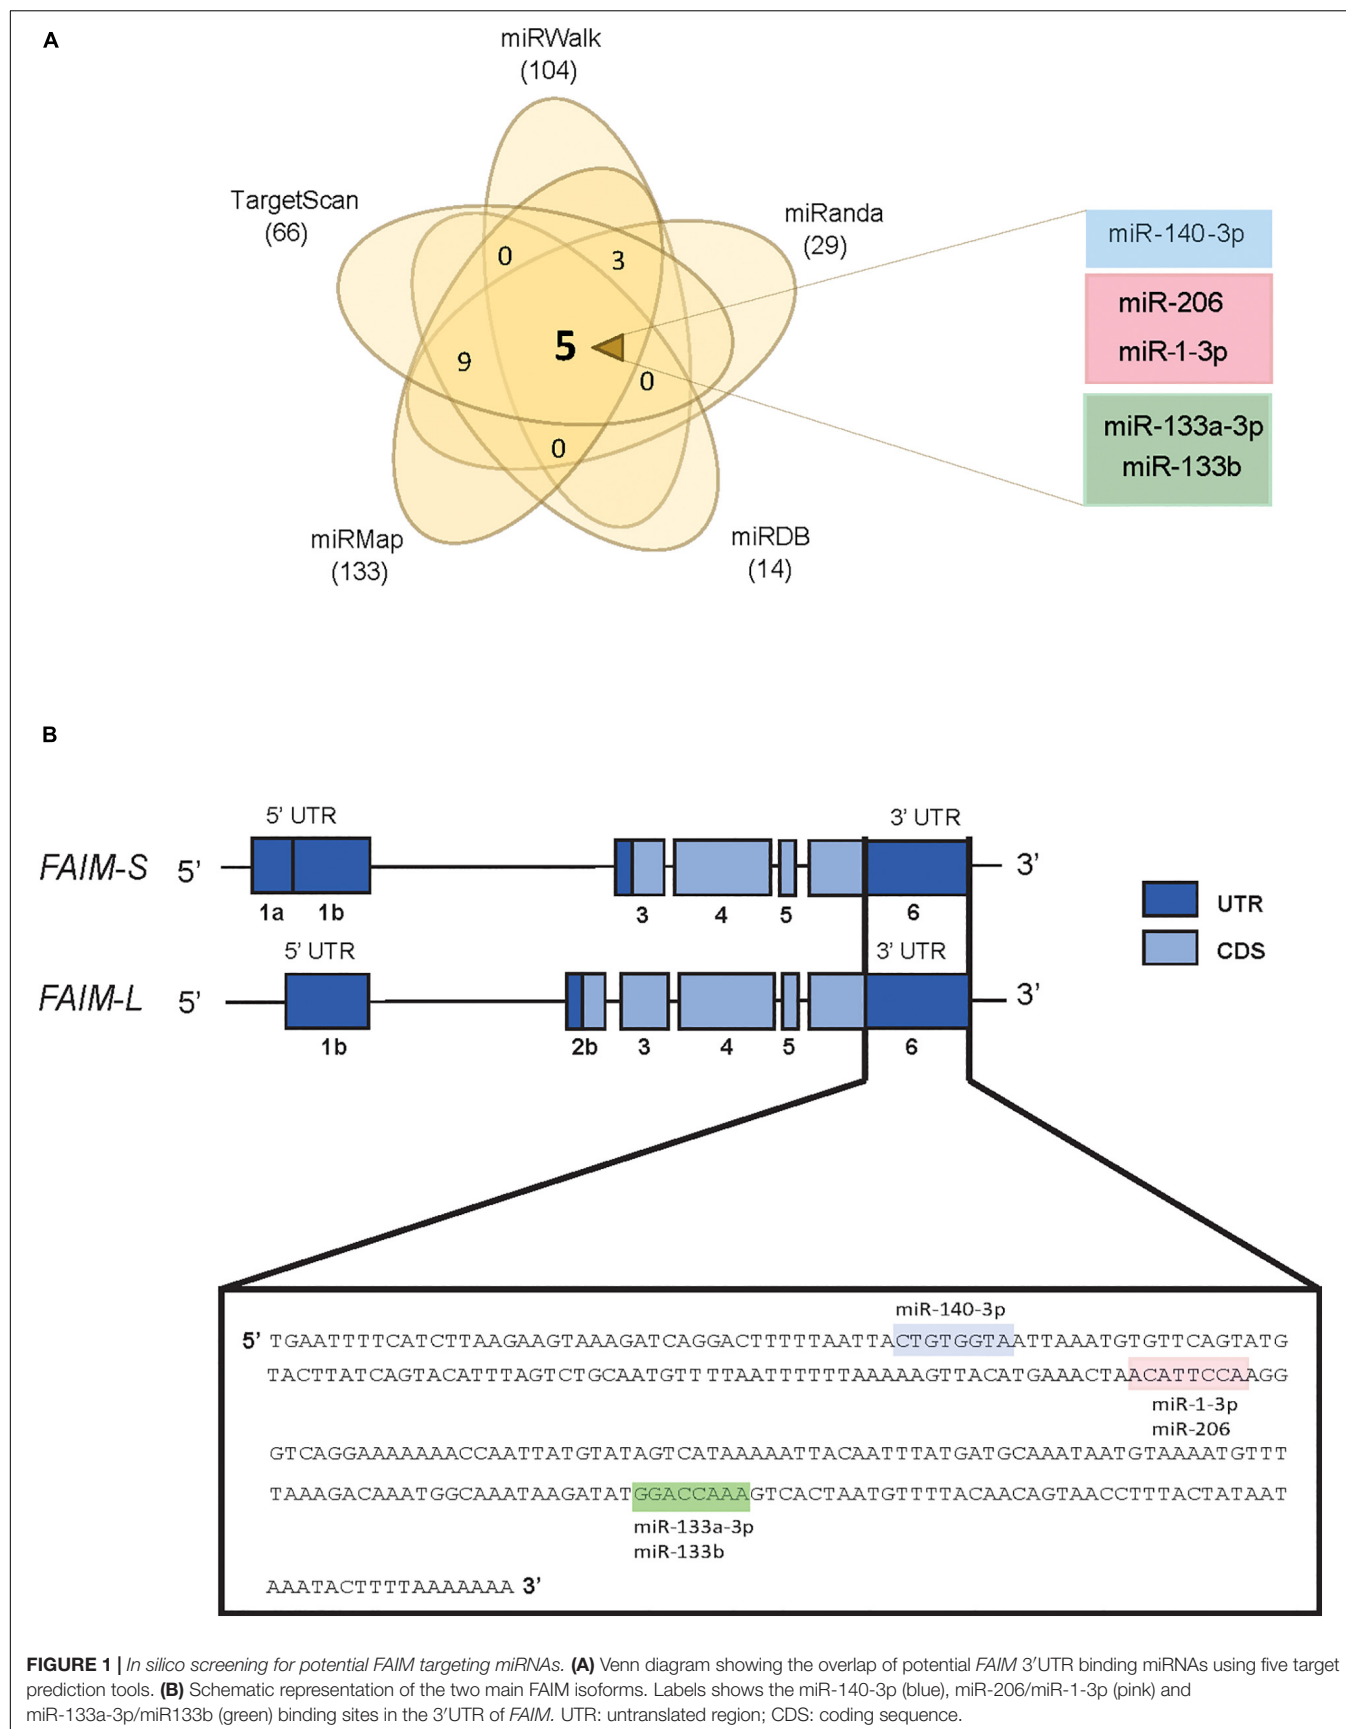 A
miRWalk
(104)
TargetScan
(66)
miRanda
(29)
0
3
5
9
0
0
miRMap
(133)
miRDB
(14)
miR-140-3p
miR-206
miR-1-3p
miR-133a-3p
miR-133b
B
5' UTR
3' UTR
FAIM-S 5' 3'
1a 1b 3 4 5 6
5' UTR
3' UTR
FAIM-L 5' 3'
1b 2b 3 4 5 6
UTR
CDS
miR-140-3p
5' TGAATTTTCATCTTAAGAAGTAAAGATCAGGACTTTTTAATTACTGTGGTAATTAAATGTGTTCAGTATG
TACTTATCAGTACATTTAGTCTGCAATGTTTTAATTTTTTAAAAAGTTACATGAAACTAACATTCCAAGG
miR-1-3p
miR-206
GTCAGGAAAAAAACCAATTATGTATAGTCATAAAAATTACAATTTATGATGCAAATAATGTAAAATGTTT
TAAAGACAAATGGCAAATAAGATATGGACCAAAGTCACTAATGTTTTACAACAGTAACCTTTACTATAAT
miR-133a-3p
miR-133b
AAATACTTTTAAAAAAA 3'
FIGURE 1 | In silico screening for potential FAIM targeting miRNAs. (A) Venn diagram showing the overlap of potential FAIM 3′UTR binding miRNAs using five target
prediction tools. (B) Schematic representation of the two main FAIM isoforms. Labels shows the miR-140-3p (blue), miR-206/miR-1-3p (pink) and
miR-133a-3p/miR133b (green) binding sites in the 3′UTR of FAIM. UTR: untranslated region; CDS: coding sequence.